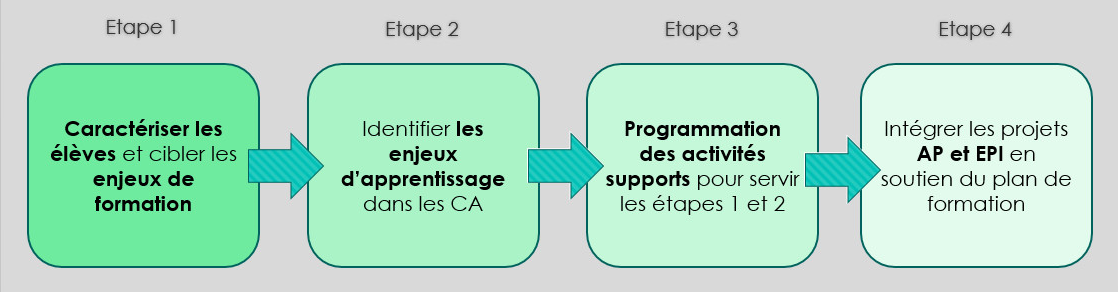 Etape 1
Caractériser les
élèves et cibler les
enjeux de
formation
Etape 2
Identifier les
enjeux
d’apprentissage
dans les CA
Etape 3
Programmation
des activités
supports pour servir
les étapes 1 et 2
Etape 4
Intégrer les projets
AP et EPI en
soutien du plan de
formation